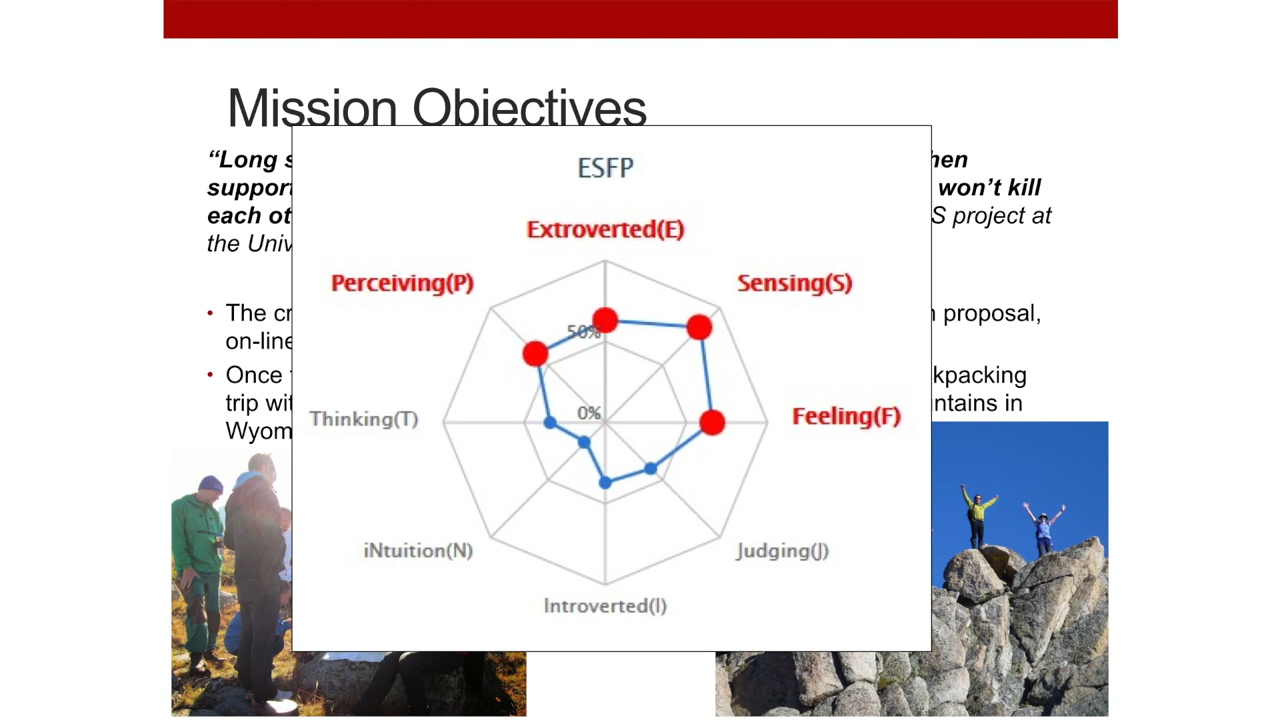 Mission Objectives
“Long
hen
support
won’t kill
each ot
S project at
the Univ
• The cr
proposal,
on-line
• Once
kpacking
trip wit
ntains in
Wyom
ESFP
Extroverted(E)
Perceiving(P)
Sensing(S)
50%
0%
Thinking(T)
Feeling(F)
iNtuition(N)
Judging(J)
Introverted(I)